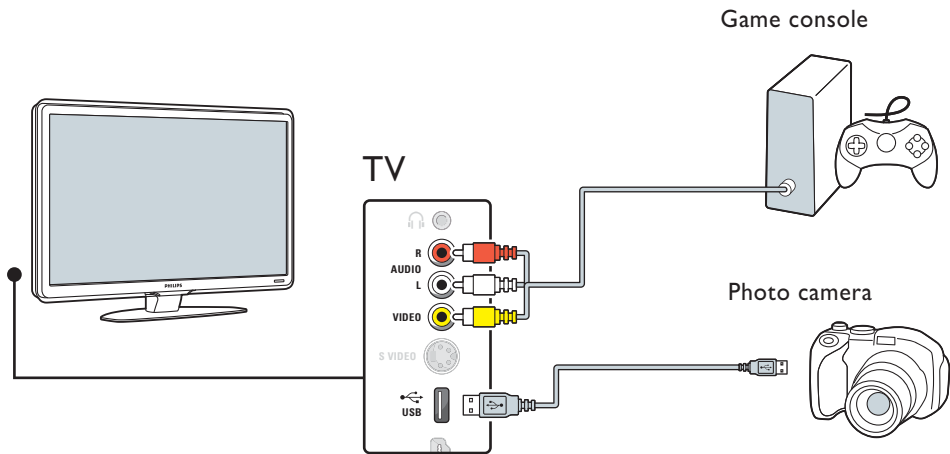 Game console
TV
R
AUDIO
L
VIDEO
Photo camera
S VIDEO
USB
PHILIPS